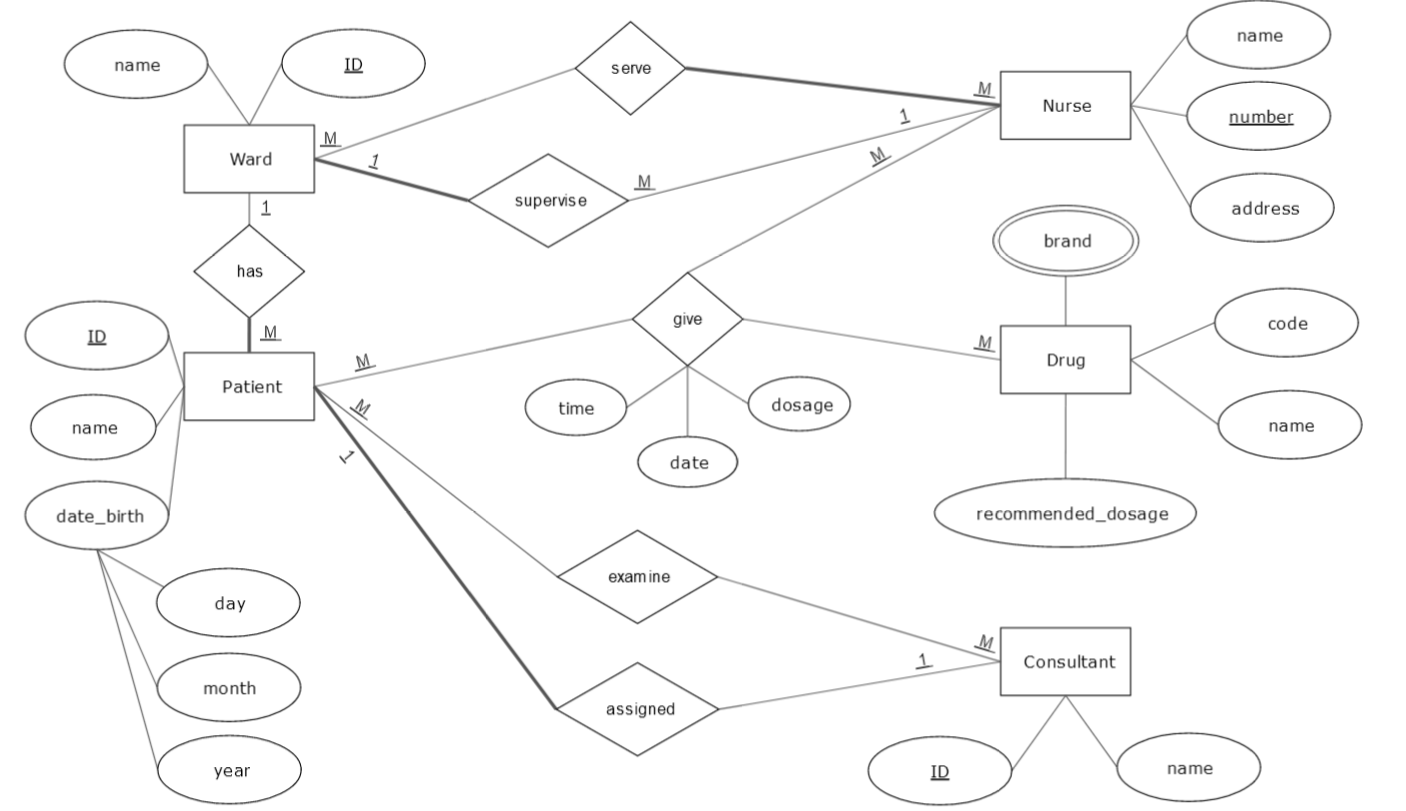 name
ID
serve
name
M
Nurse
number
address
M
Ward
1
1
M
M
supervise
M
1
has
M
brand
ID
give
code
M
Drug
M
Patient
name
M
time
dosage
name
1
date
date_birth
recommended_dosage
examine
day
M
1
Consultant
month
assigned
year
ID
name